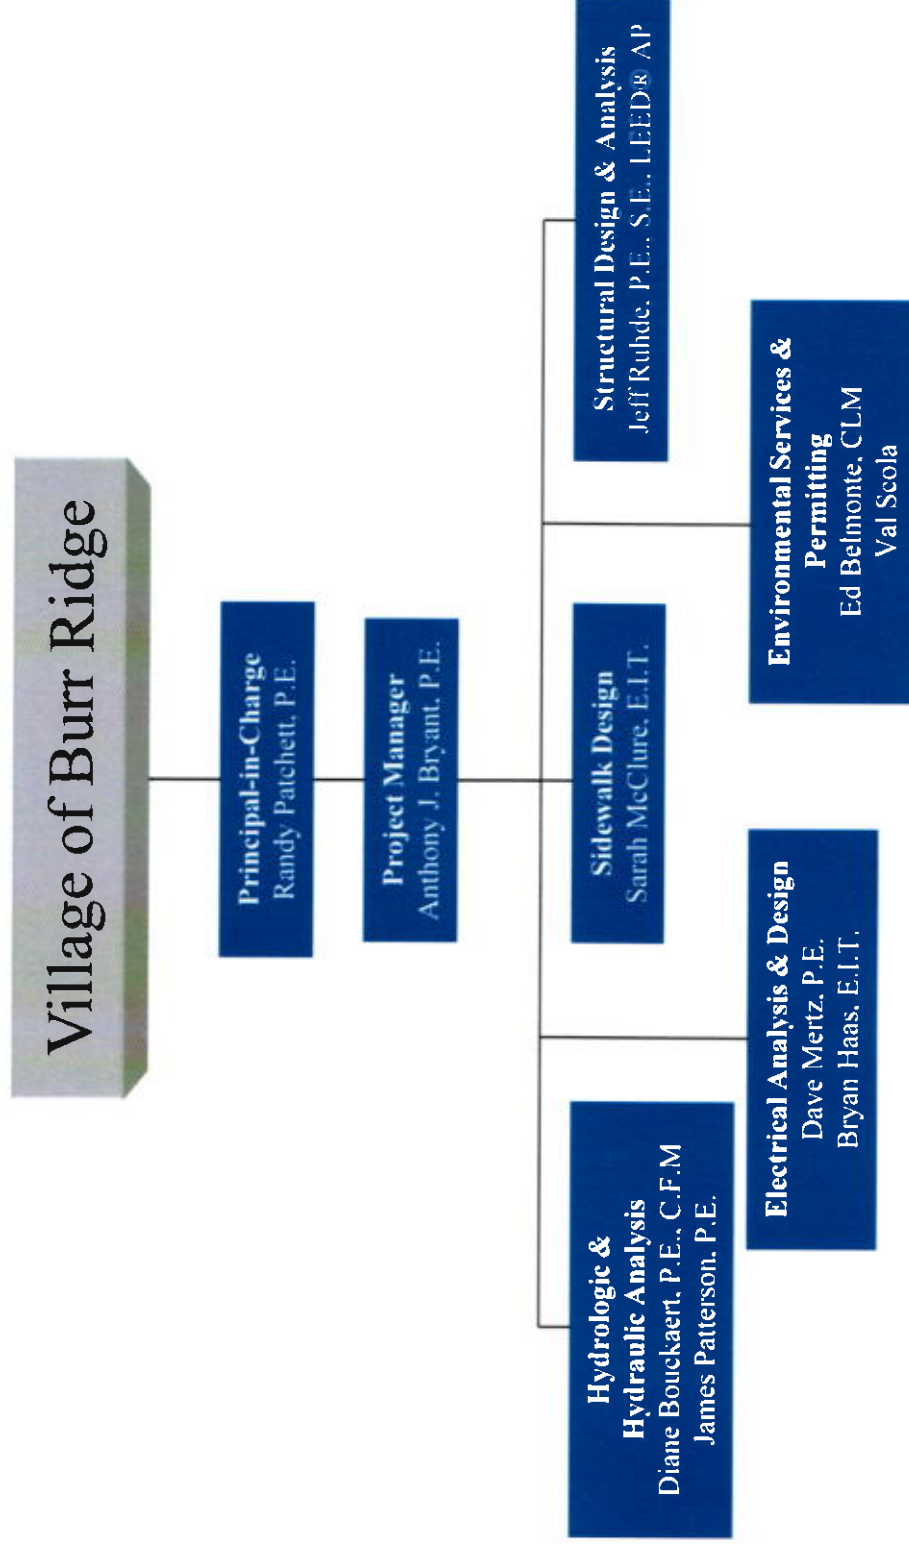 Village of Burr Ridge
Principal-in-Charge
Randy Patchett, P.E.
Project Manager
Anthony J. Bryant, P.E.
Hydrologic &
Hydraulic Analysis
Diane Bouckaert, P.E., C.F.M
James Patterson, P.E.
Electrical Analysis & Design
Dave Mertz, P.E.
Bryan Haas, E.I.T.
Sidewalk Design
Sarah McClure, E.I.T.
Environmental Services &
Permitting
Ed Belmonte, CLM
Val Scola
Structural Design & Analysis
Jeff Ruhde, P.E., S.E., LEED® AP